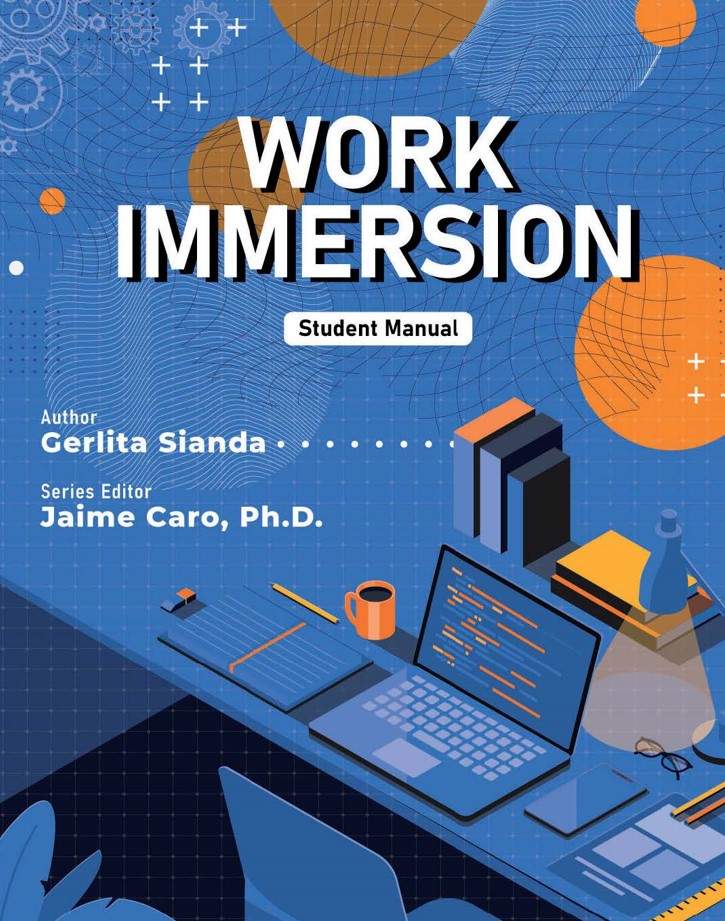 WORK
IMMERSION
Student Manual
Author
Gerlita Sianda
Series Editor
Jaime Caro, Ph.D.